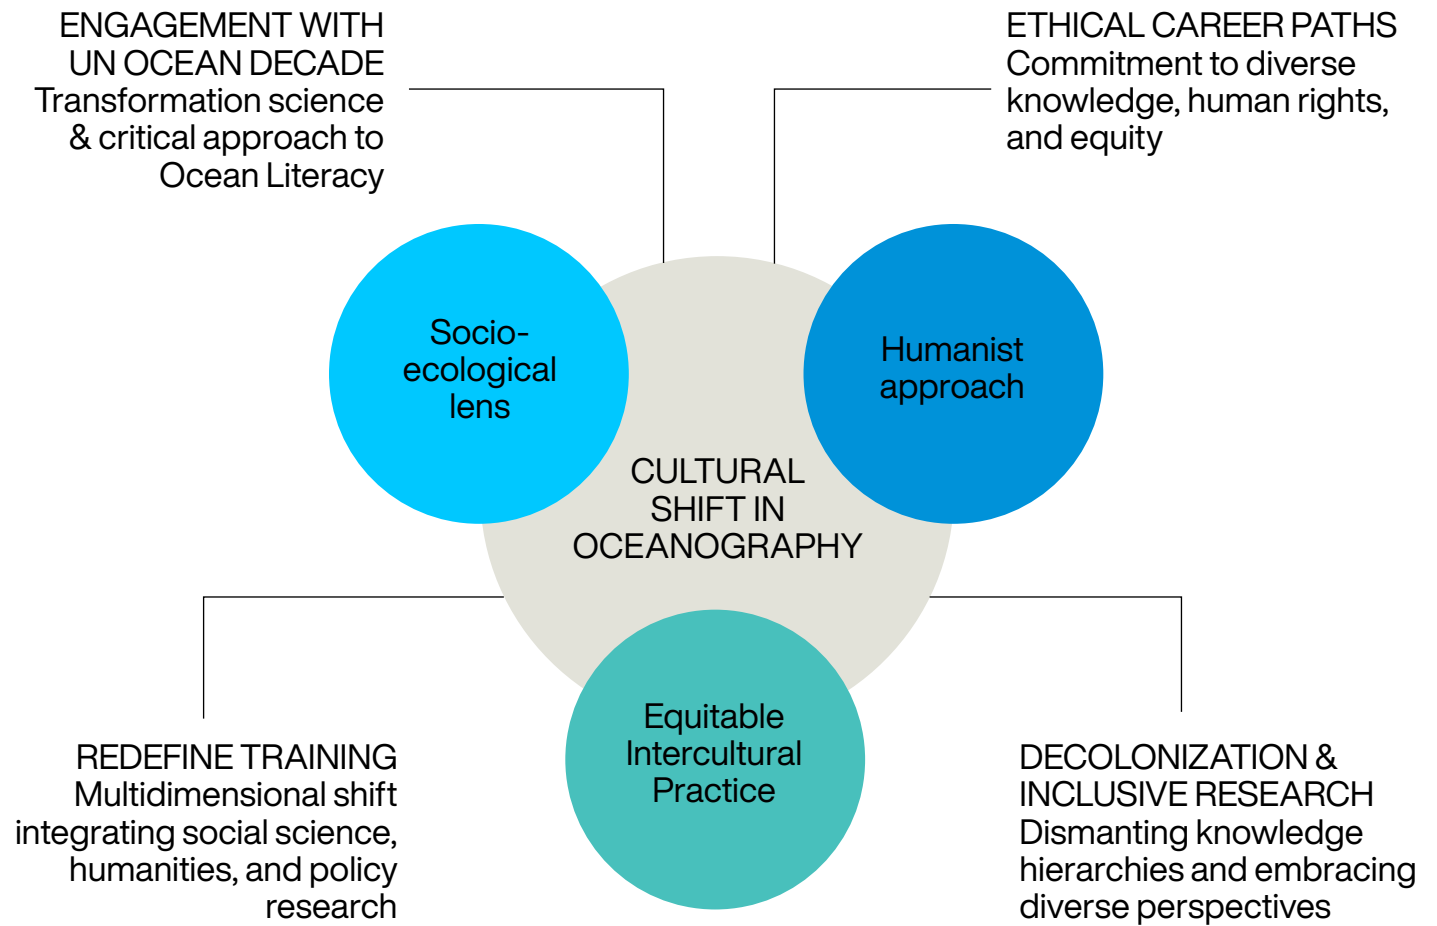 ENGAGEMENT WITH
UN OCEAN DECADE
Transformation science
& critical approach to
Ocean Literacy
ETHICAL CAREER PATHS
Commitment to diverse
knowledge, human rights,
and equity
Socio-
ecological
lens
Humanist
approach
CULTURAL
SHIFT IN
OCEANOGRAPHY
Equitable
Intercultural
Practice
REDEFINE TRAINING
Multidimensional shift
integrating social science,
humanities, and policy
research
DECOLONIZATION &
INCLUSIVE RESEARCH
Dismanting knowledge
hierarchies and embracing
diverse perspectives